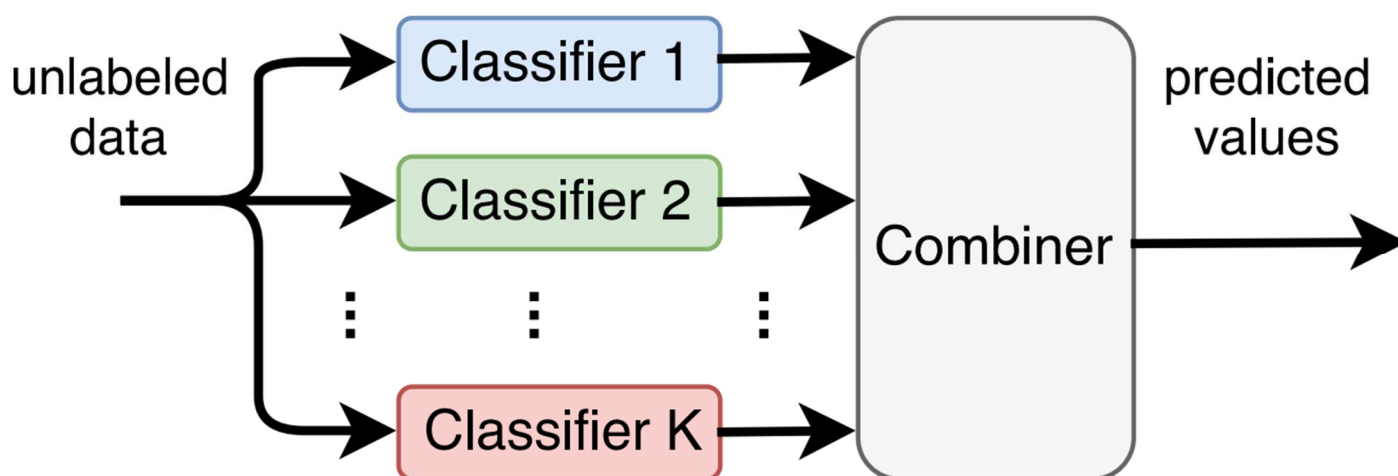 unlabeled
data
Classifier 1
Classifier 2
Classifier K
Combiner
predicted
values